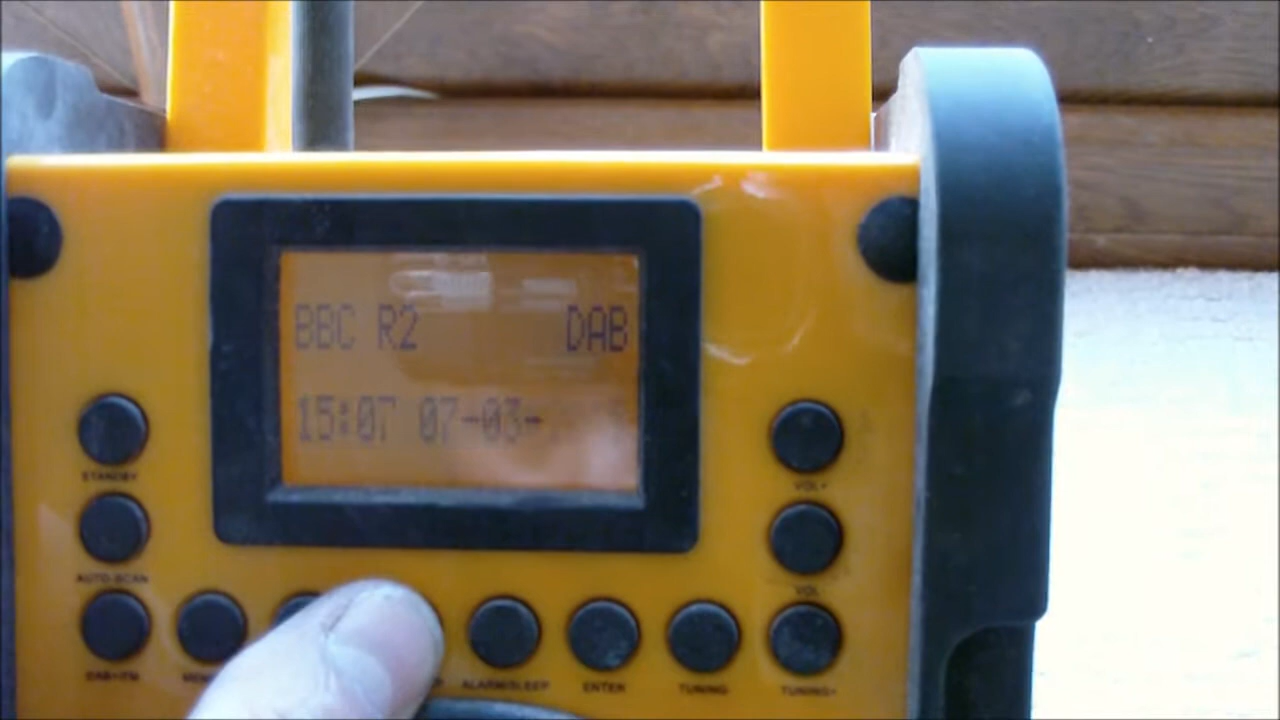 BBC R2 DAB
15:07 07-03-
STANDBY
VOL+
AUTO-SCAN
VOL
DAB•FM
ALARM/SLEEP
ENTER
TUNING
TUNING+